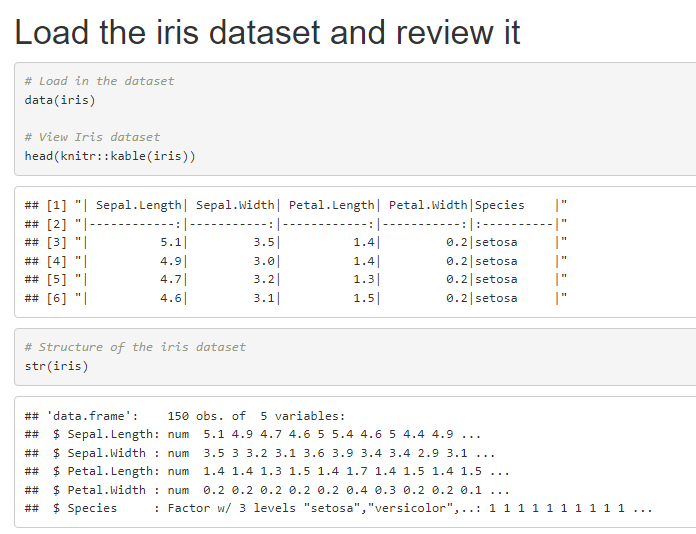 Load the iris dataset and review it
# Load in the dataset
data(iris)
# View Iris dataset
head(knitr::kable(iris))
## [1] "| Sepal.Length| Sepal.Width| Petal.Length| Petal.Width|Species    |"
## [2] "|------------:|-----------:|------------:|-----------:|:----------|"
## [3] "|          5.1|         3.5|          1.4|         0.2|setosa     |"
## [4] "|          4.9|         3.0|          1.4|         0.2|setosa     |"
## [5] "|          4.7|         3.2|          1.3|         0.2|setosa     |"
## [6] "|          4.6|         3.1|          1.5|         0.2|setosa     |"
# Structure of the iris dataset
str(iris)
## 'data.frame':    150 obs. of  5 variables:
##  $ Sepal.Length: num  5.1 4.9 4.7 4.6 5 5.4 4.6 5 4.4 4.9 ...
##  $ Sepal.Width : num  3.5 3 3.2 3.1 3.6 3.9 3.4 3.4 2.9 3.1 ...
##  $ Petal.Length: num  1.4 1.4 1.3 1.5 1.4 1.7 1.4 1.5 1.4 1.5 ...
##  $ Petal.Width : num  0.2 0.2 0.2 0.2 0.2 0.4 0.3 0.2 0.2 0.1 ...
##  $ Species     : Factor w/ 3 levels "setosa","versicolor",..: 1 1 1 1 1 1 1 1 1 1 ...